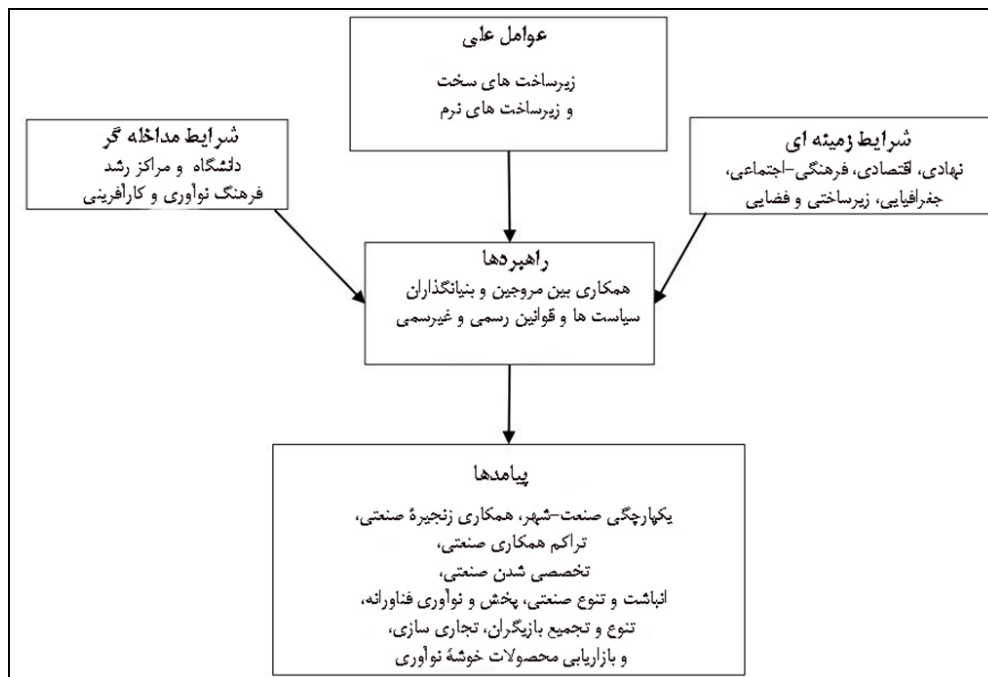 عوامل علی
زیرساخت های سخت
و زیرساخت های نرم
شرایط زمینه ای
نهادی، اقتصادی، فرهنگی-اجتماعی،
جغرافیایی، زیرساختی و فضایی
شرایط مداخله گر
دانشگاه و مراکز رشد
فرهنگ نوآوری و کارآفرینی
راهبردها
همکاری بین مروجین و بنیانگذاران
سیاست ها و قوانین رسمی و غیرسمی
پیامدها
یکپارچگی صنعت-شهر، همکاری زنجیرۀ صنعتی،
تراکم همکاری صنعتی،
تخصصی شدن صنعتی،
انباشت و تنوع صنعتی، پخش و نوآوری فناورانه،
تنوع و تجمیع بازیگران، تجاری سازی،
و بازاریابی محصولات خوشۀ نوآوری